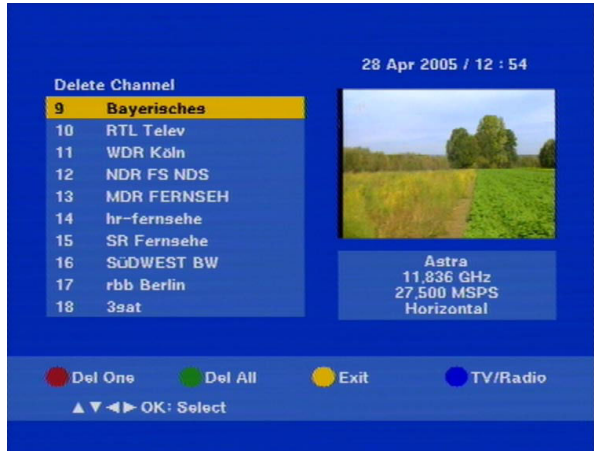 28 Apr 2005 / 12 : 54
Delete Channel
9 Bayerisches
10 RTL Telev
11 WDR Köln
12 NDR FS NDS
13 MDR FERNSEH
14 hr-fernsehe
15 SR Fernsehe
16 SüDWEST BW
17 rbb Berlin
18 3sat
Astra
11,836 GHz
27,500 MSPS
Horizontal
Del One Del All Exit TV/Radio
▲▼◄► OK: Select